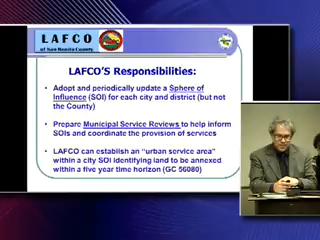 LAFCO
of San Benito County
LAFCO'S Responsibilities:
• Adopt and periodically update a Sphere of
Influence (SOI) for each city and district (but not
the County)
• Prepare Municipal Service Reviews to help inform
SOIs and coordinate the provision of services
• LAFCO can establish an "urban service area"
within a city SOI identifying land to be annexed
within a five year time horizon (GC 56080)